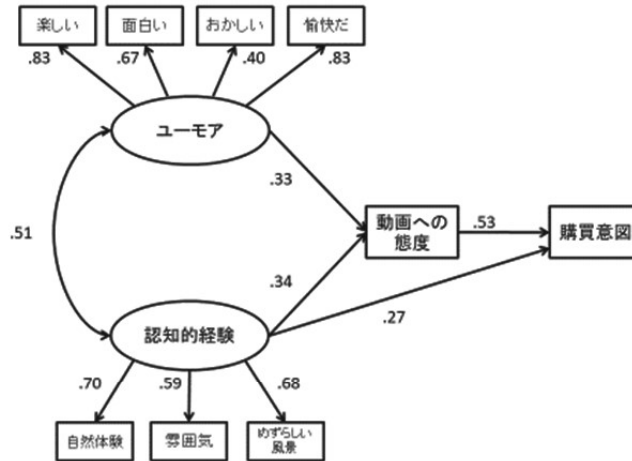 楽しい
面白い
おかしい
愉快だ
.83
.67
.40
.83
ユーモア
.33
.51
動画への
態度
.53
購買意図
.34
.27
認知的経験
.70
.59
.68
自然体験
雰囲気
めずらしい
風景